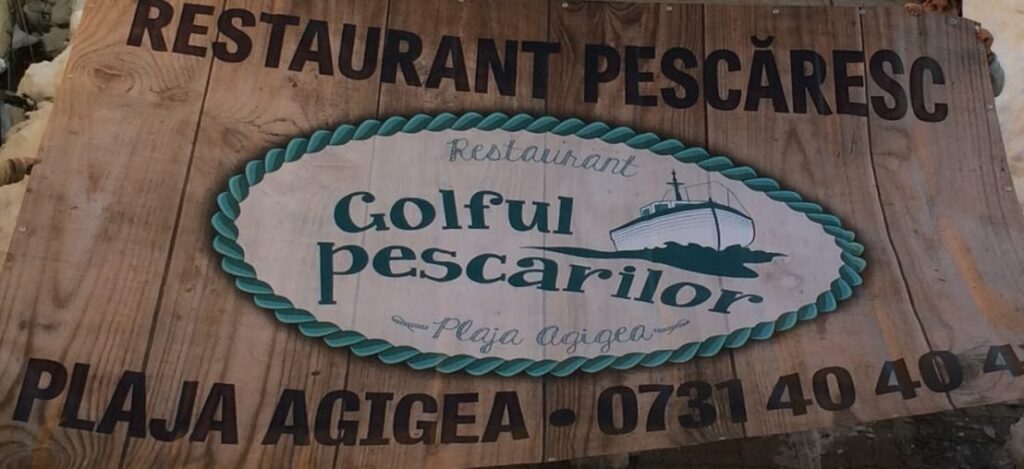 RESTAURANT PESCĂRESC
Restaurant
Golful
pescarilor
Plaja Agigea
PLAJA AGIGEA • 0731 40 40 4